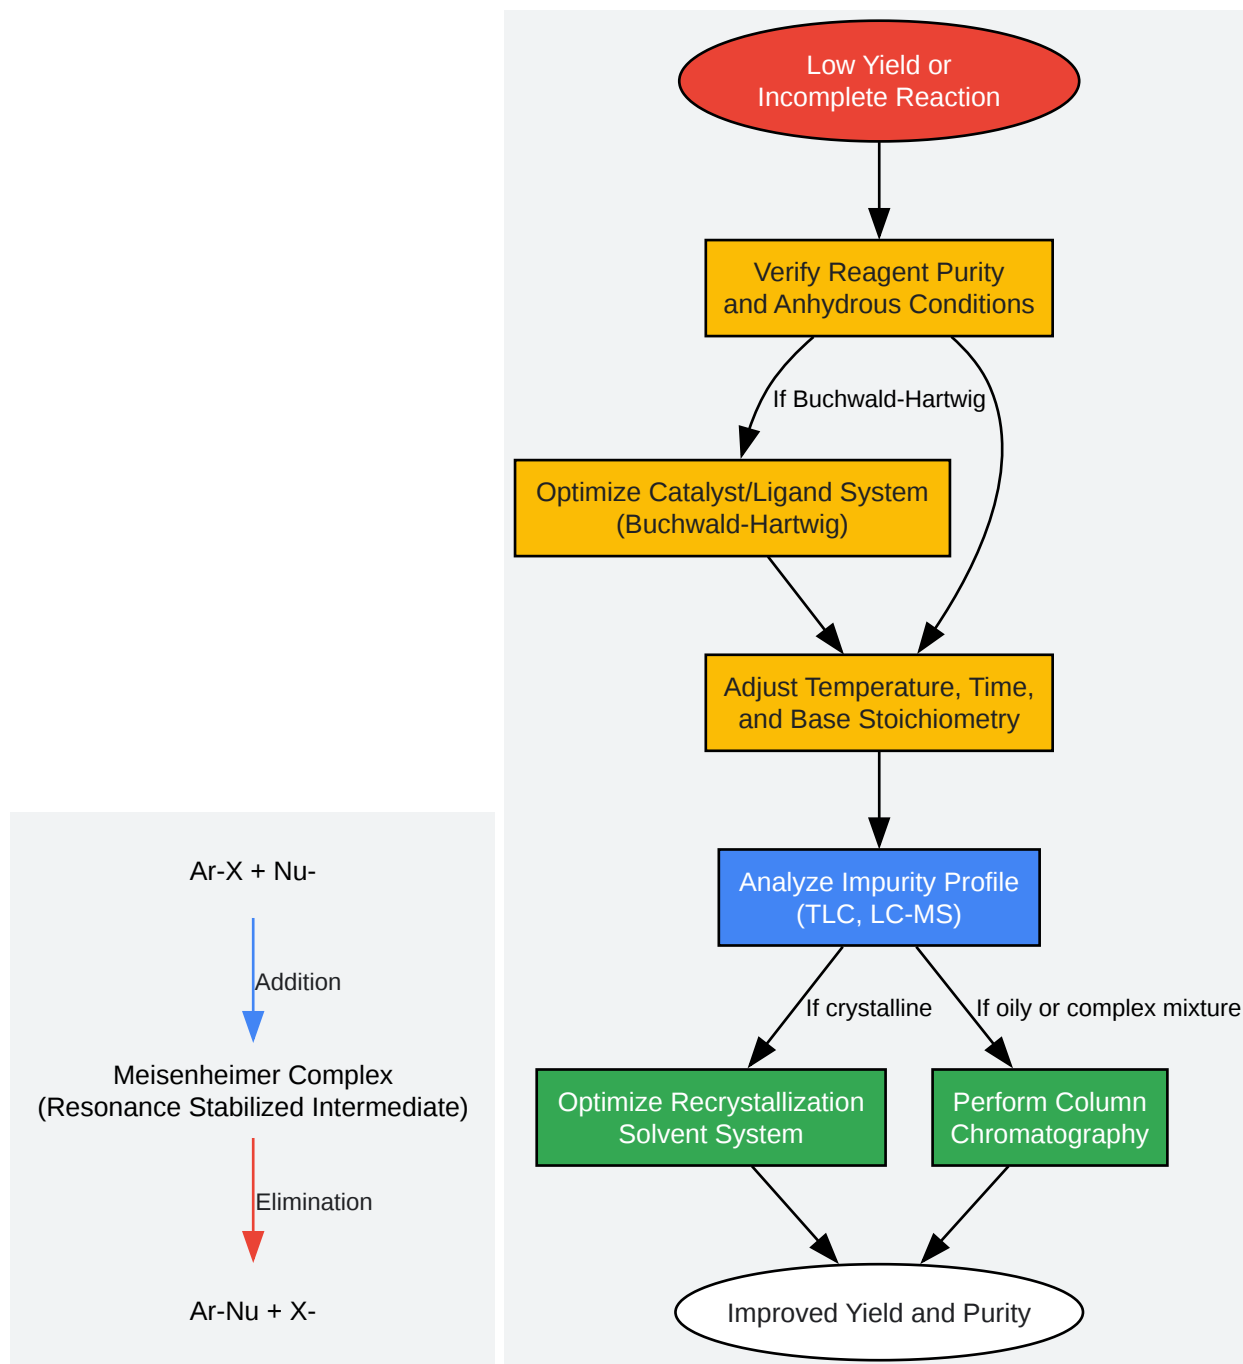 Low Yield or
Incomplete Reaction
Verify Reagent Purity
and Anhydrous Conditions
If Buchwald-Hartwig
Optimize Catalyst/Ligand System
(Buchwald-Hartwig)
Adjust Temperature, Time,
and Base Stoichiometry
Analyze Impurity Profile
(TLC, LC-MS)
If crystalline
If oily or complex mixture
Optimize Recrystallization
Solvent System
Perform Column
Chromatography
Improved Yield and Purity
Ar-X + Nu-
Addition
Meisenheimer Complex
(Resonance Stabilized Intermediate)
Elimination
Ar-Nu + X-